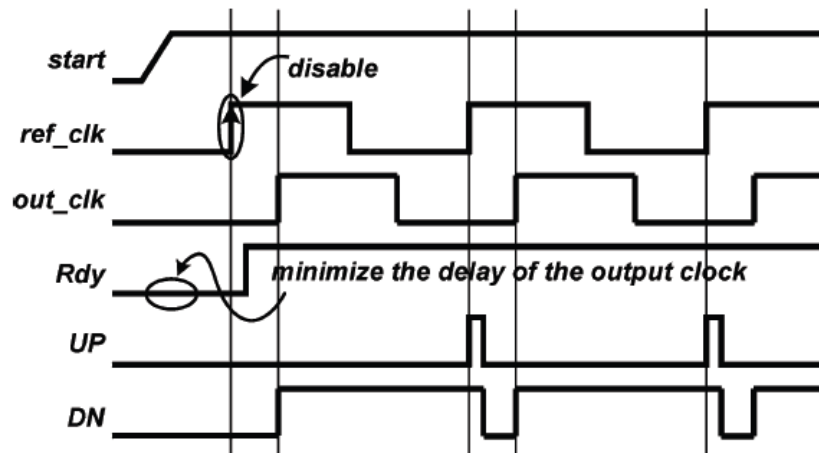 start
disable
ref_clk
out_clk
Rdy
minimize the delay of the output clock
UP
DN